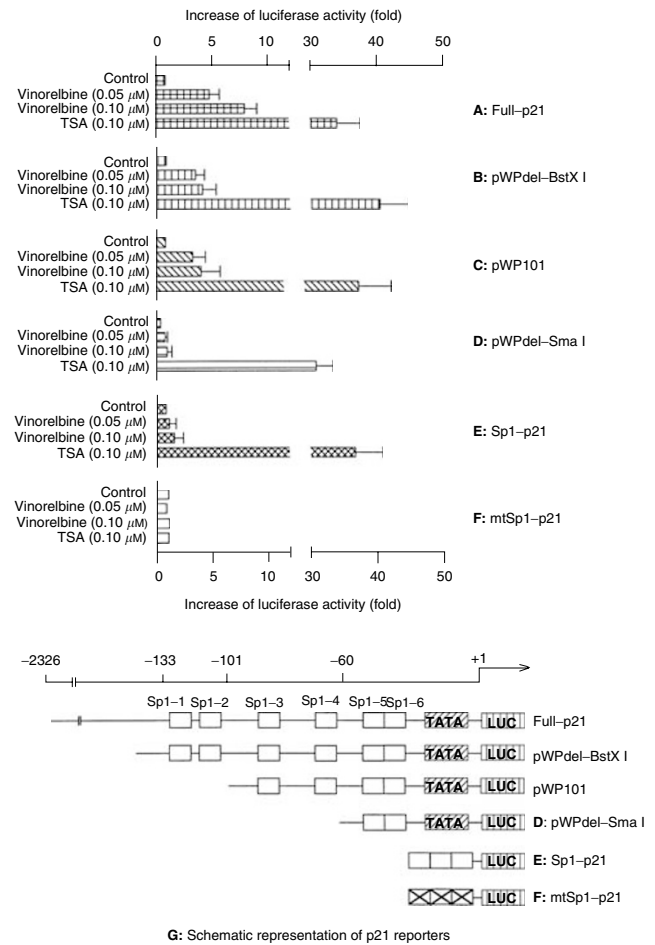 Increase of luciferase activity (fold)
0 5 10 30 40 50
Control
Vinorelbine (0.05 μM)
Vinorelbine (0.10 μM)
TSA (0.10 μM)
A: Full–p21
Control
Vinorelbine (0.05 μM)
Vinorelbine (0.10 μM)
TSA (0.10 μM)
B: pWPdel–BstX I
Control
Vinorelbine (0.05 μM)
Vinorelbine (0.10 μM)
TSA (0.10 μM)
C: pWP101
Control
Vinorelbine (0.05 μM)
Vinorelbine (0.10 μM)
TSA (0.10 μM)
D: pWPdel–Sma I
Control
Vinorelbine (0.05 μM)
Vinorelbine (0.10 μM)
TSA (0.10 μM)
E: Sp1–p21
Control
Vinorelbine (0.05 μM)
Vinorelbine (0.10 μM)
TSA (0.10 μM)
F: mtSp1–p21
0 5 10 30 40 50
Increase of luciferase activity (fold)
–2326 –133 –101 –60 +1
Sp1–1 Sp1–2 Sp1–3 Sp1–4 Sp1–5 Sp1–6
TATA LUC Full–p21
TATA LUC pWPdel–BstX I
TATA LUC pWP101
TATA LUC D: pWPdel–Sma I
LUC E: Sp1–p21
LUC F: mtSp1–p21
G: Schematic representation of p21 reporters